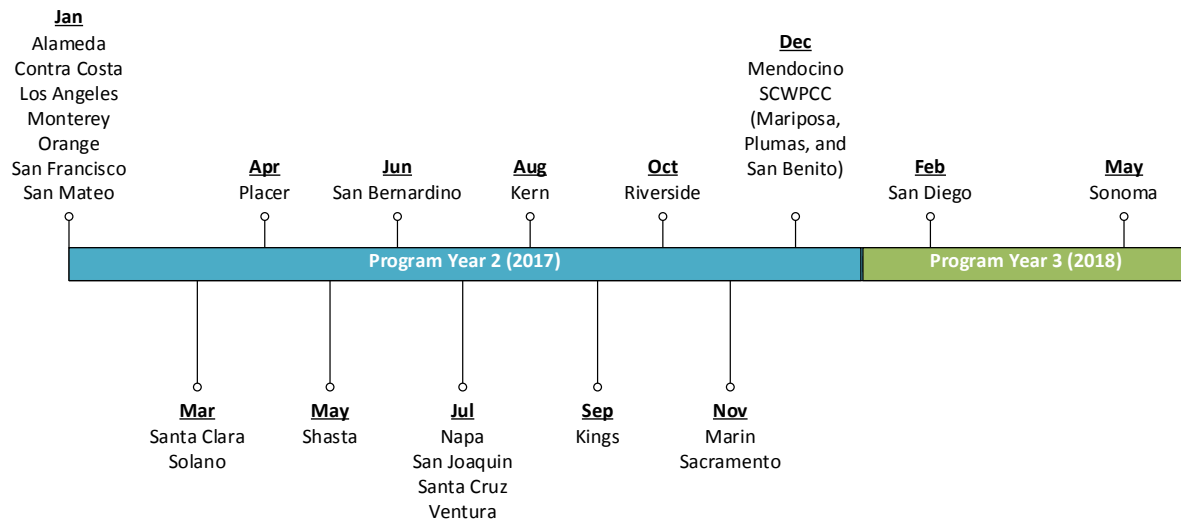 Jan
Alameda
Contra Costa
Los Angeles
Monterey
Orange
San Francisco
San Mateo
Apr
Placer
Jun
San Bernardino
Aug
Kern
Oct
Riverside
Dec
Mendocino
SCWPCC
(Mariposa,
Plumas, and
San Benito)
Feb
San Diego
May
Sonoma
Program Year 2 (2017)
Program Year 3 (2018)
Mar
Santa Clara
Solano
May
Shasta
Jul
Napa
San Joaquin
Santa Cruz
Ventura
Sep
Kings
Nov
Marin
Sacramento